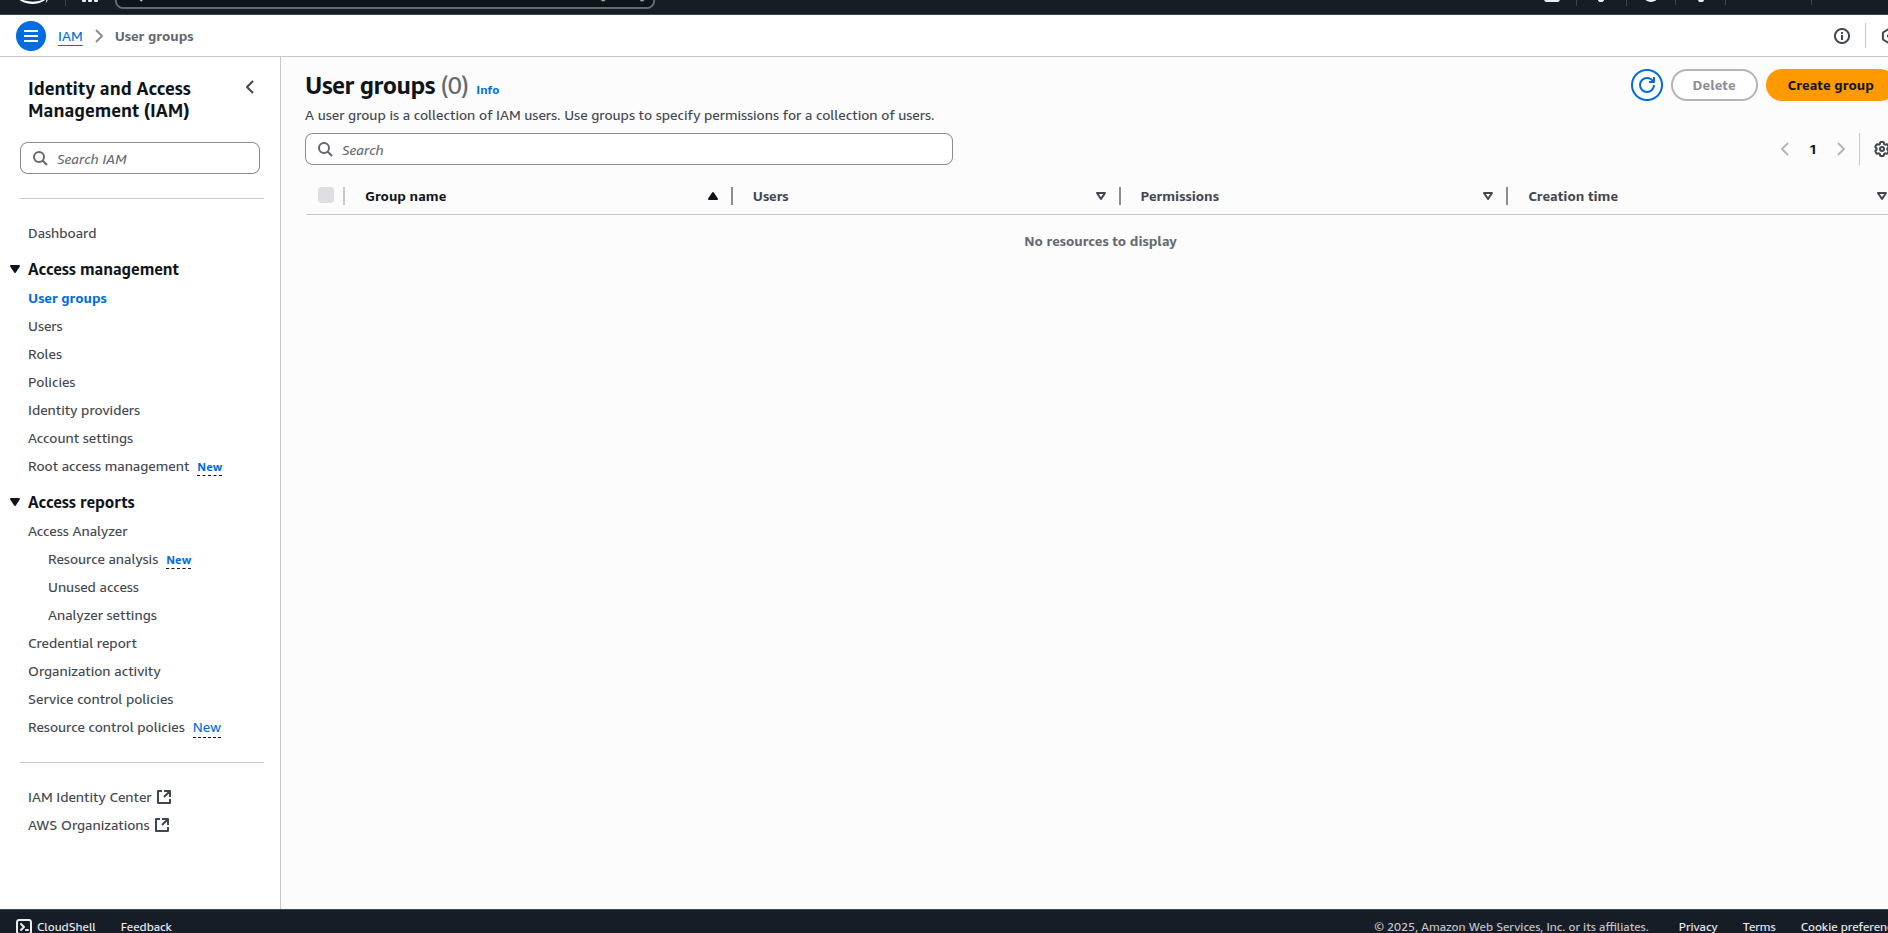 IAM
User groups
Identity and Access
Management (IAM)
Search IAM
Dashboard
Access management
User groups
Users
Roles
Policies
Identity providers
Account settings
Root access management New
Access reports
Access Analyzer
Resource analysis New
Unused access
Analyzer settings
Credential report
Organization activity
Service control policies
Resource control policies New
IAM Identity Center
AWS Organizations
User groups (0) Info
A user group is a collection of IAM users. Use groups to specify permissions for a collection of users.
Delete
Create group
Search
1
Group name
Users
Permissions
Creation time
No resources to display
CloudShell
Feedback
© 2025, Amazon Web Services, Inc. or its affiliates.
Privacy
Terms
Cookie preferen